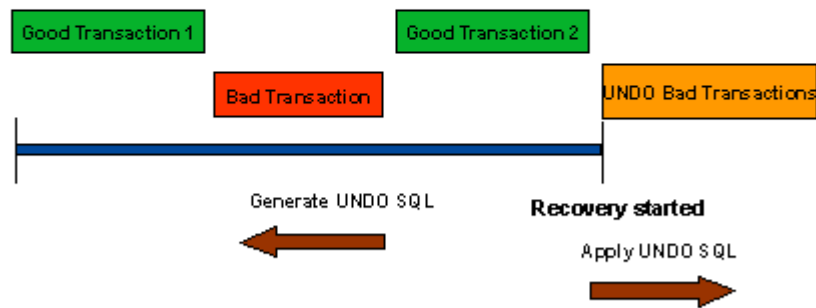 Good Transaction 1
Good Transaction 2
Bad Transaction
UNDO Bad Transactions
Generate UNDO SQL
Recovery started
Apply UNDO SQL